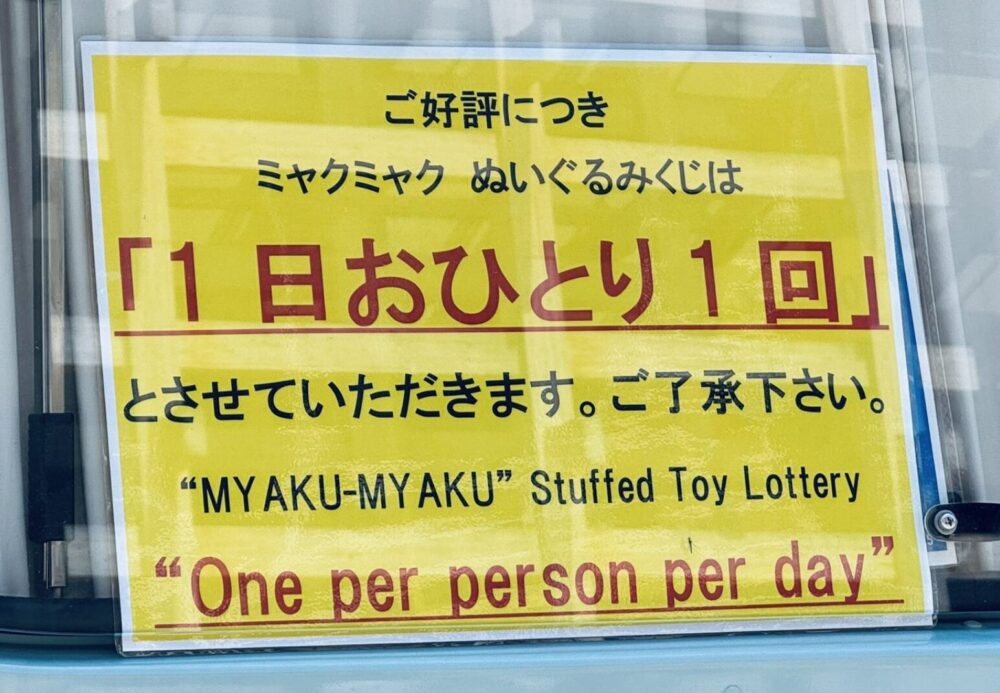 ご好評につき
ミャクミャク ぬいぐるみくじは
「1日おひとり1回」
とさせていただきます。ご了承下さい。
“MYAKU-MYAKU” Stuffed Toy Lottery
“One per person per day”